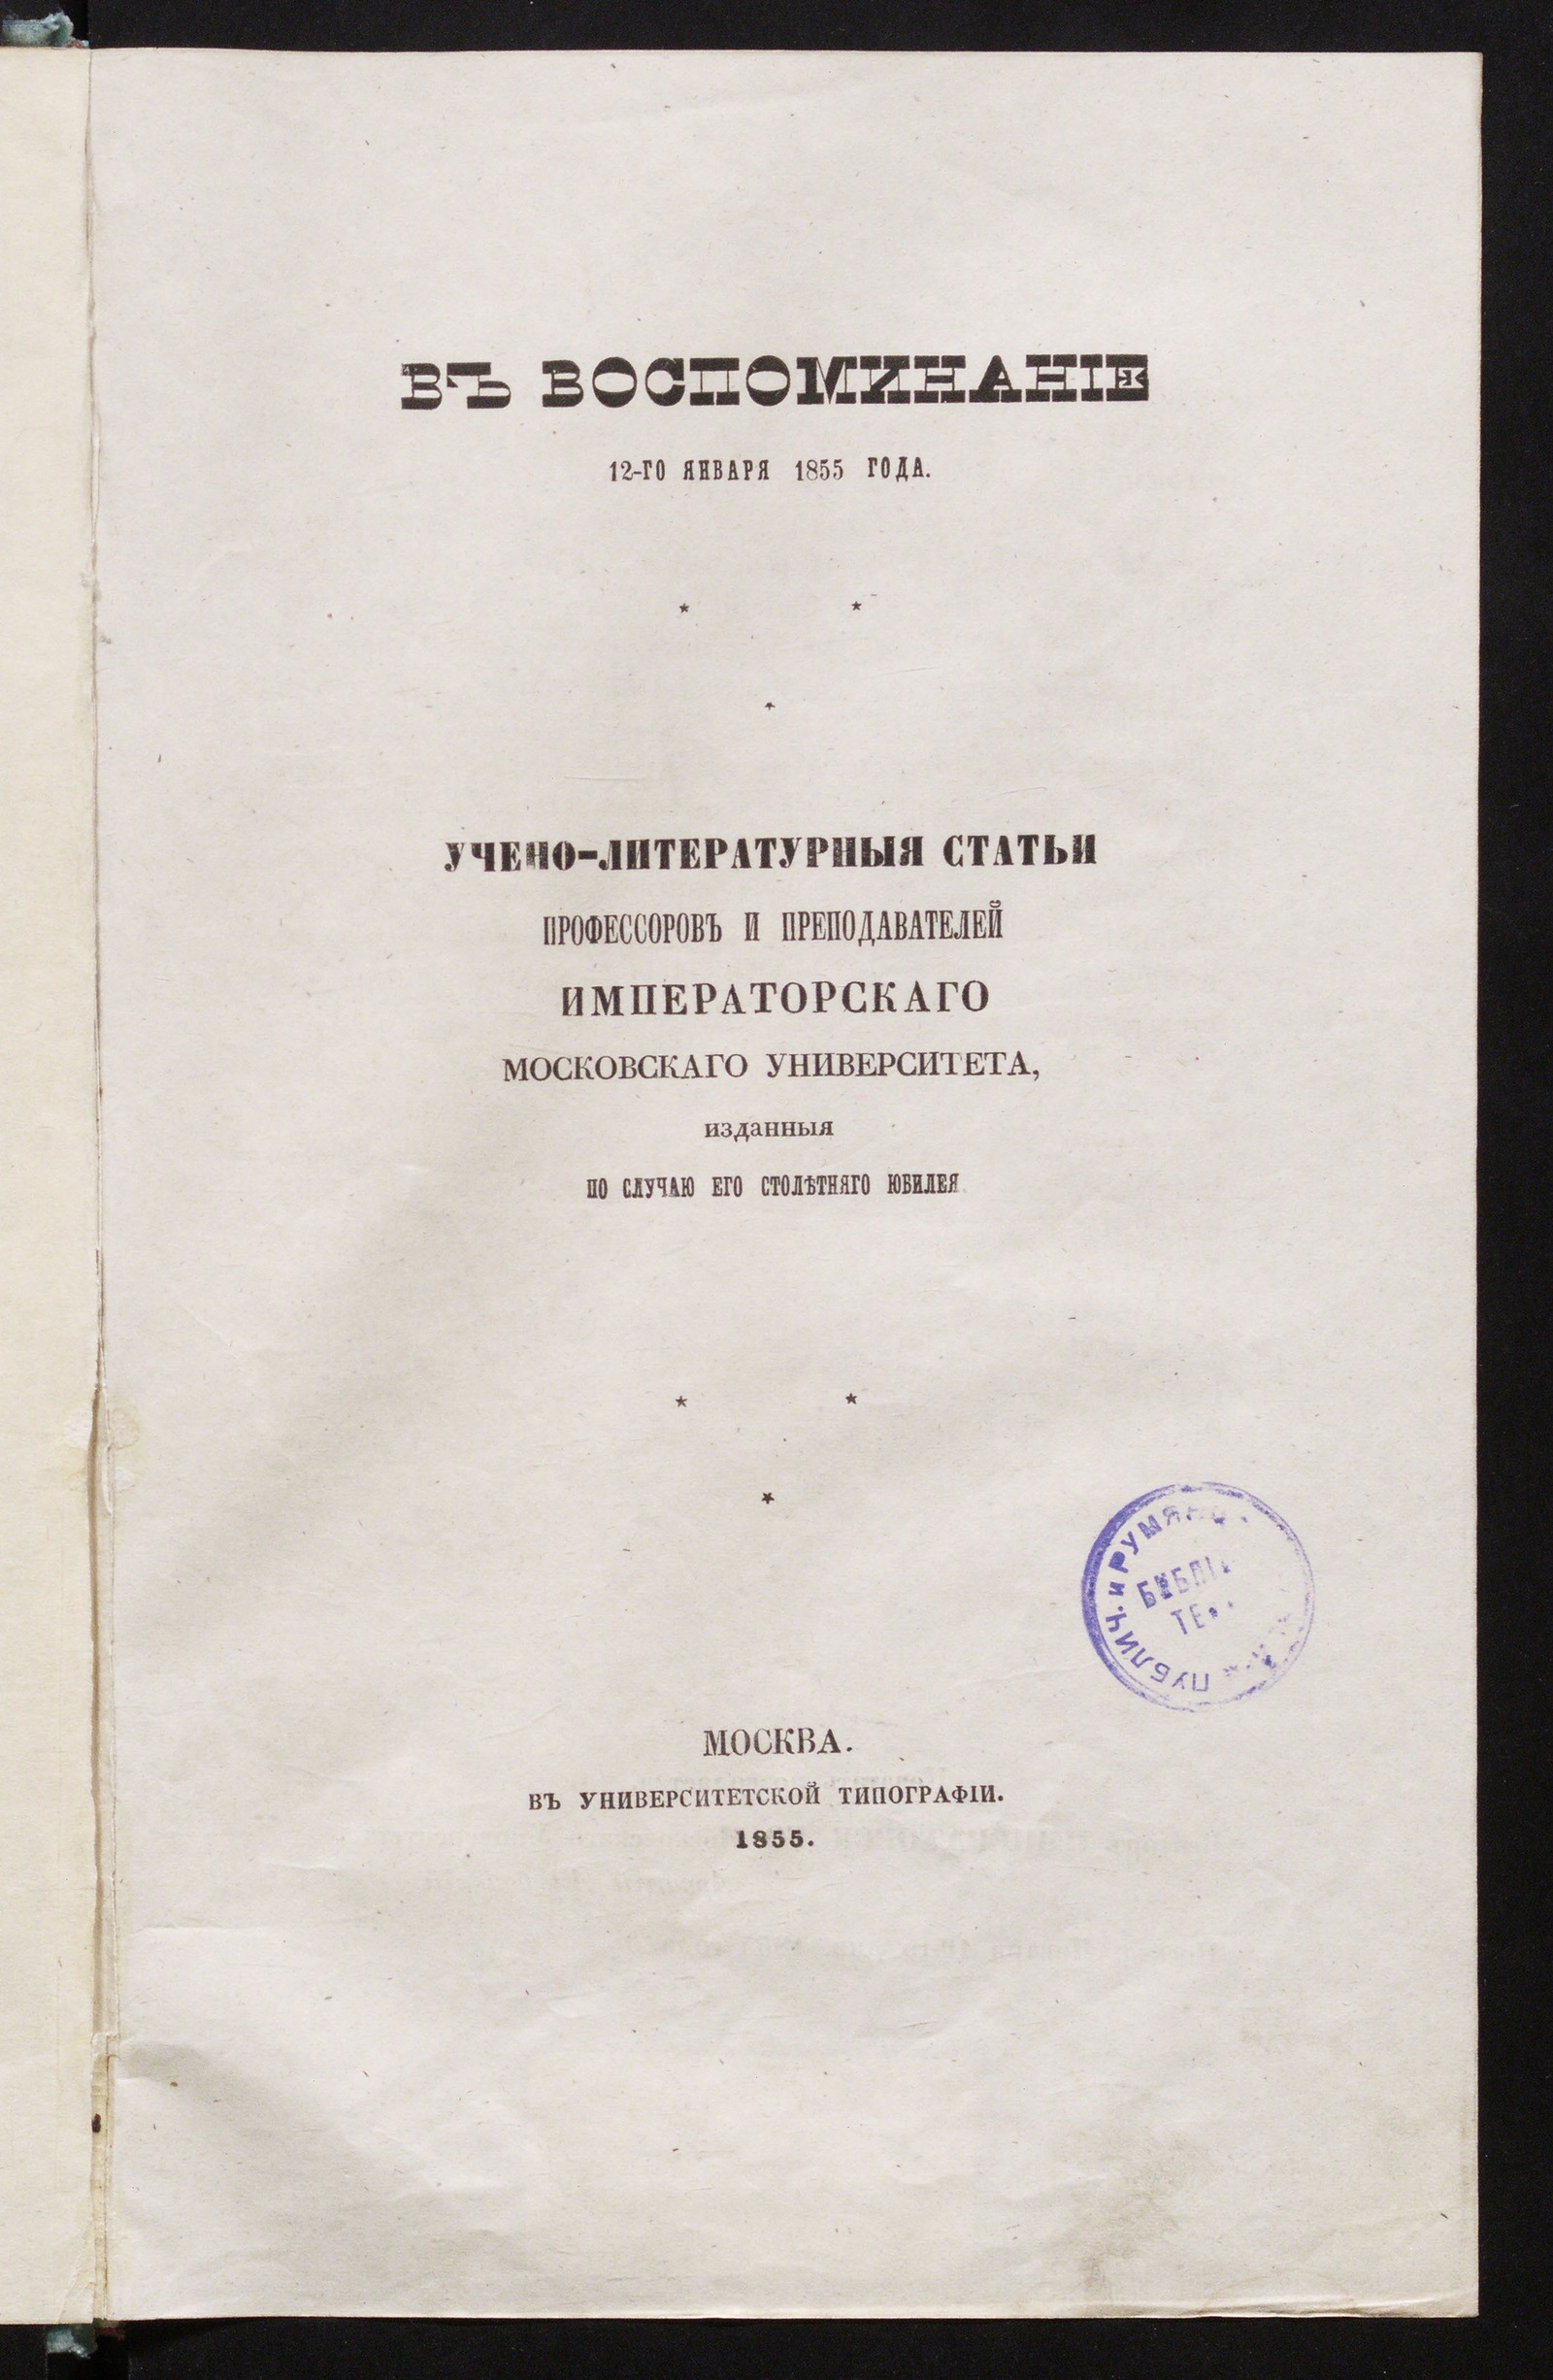 ВЪ ВОСПОМИНАНІЕ
12-ГО ЯНВАРЯ 1855 ГОДА.
* *
*
УЧЕНО-ЛИТЕРАТУРНЫЯ СТАТЬИ
ПРОФЕССОРОВЪ И ПРЕПОДАВАТЕЛЕЙ
ИМПЕРАТОРСКАГО
МОСКОВСКАГО УНИВЕРСИТЕТА,
изданныя
ПО СЛУЧАЮ ЕГО СТОЛѢТНЯГО ЮБИЛЕЯ
* *
*
ПУБЛИЧ. и
МОСКВА.
ВЪ УНИВЕРСИТЕТСКОЙ ТИПОГРАФІИ.
1855.